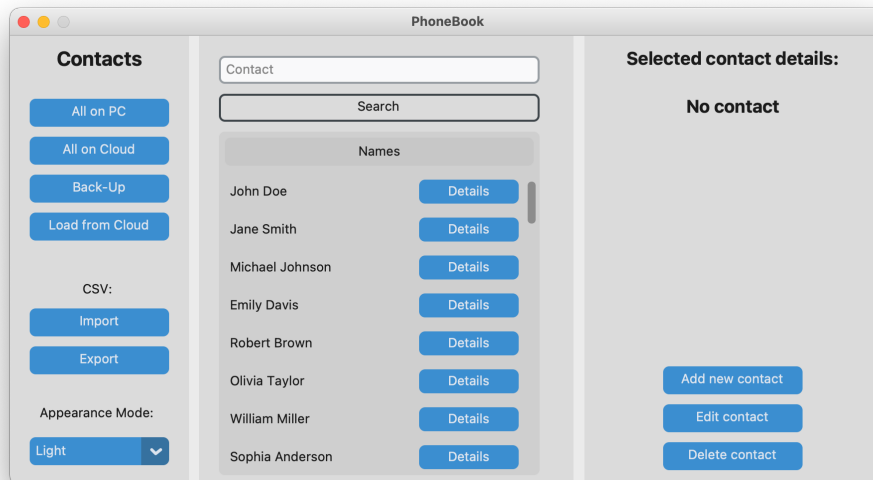 PhoneBook
Contacts
All on PC
All on Cloud
Back-Up
Load from Cloud
CSV:
Import
Export
Appearance Mode:
Light
Contact
Search
Names
John Doe Details
Jane Smith Details
Michael Johnson Details
Emily Davis Details
Robert Brown Details
Olivia Taylor Details
William Miller Details
Sophia Anderson Details
Selected contact details:
No contact
Add new contact
Edit contact
Delete contact